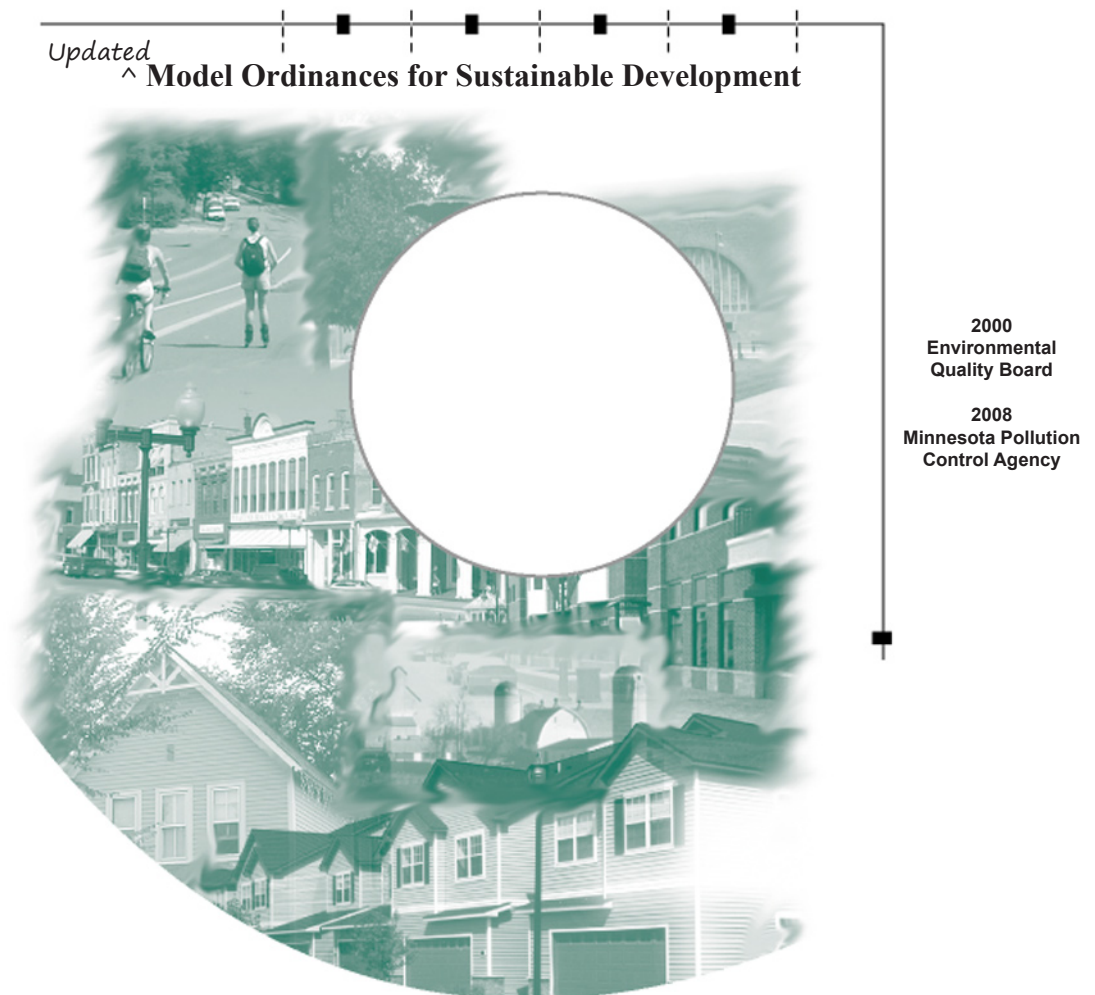 Updated
^ Model Ordinances for Sustainable Development
2000
Environmental
Quality Board
2008
Minnesota Pollution
Control Agency